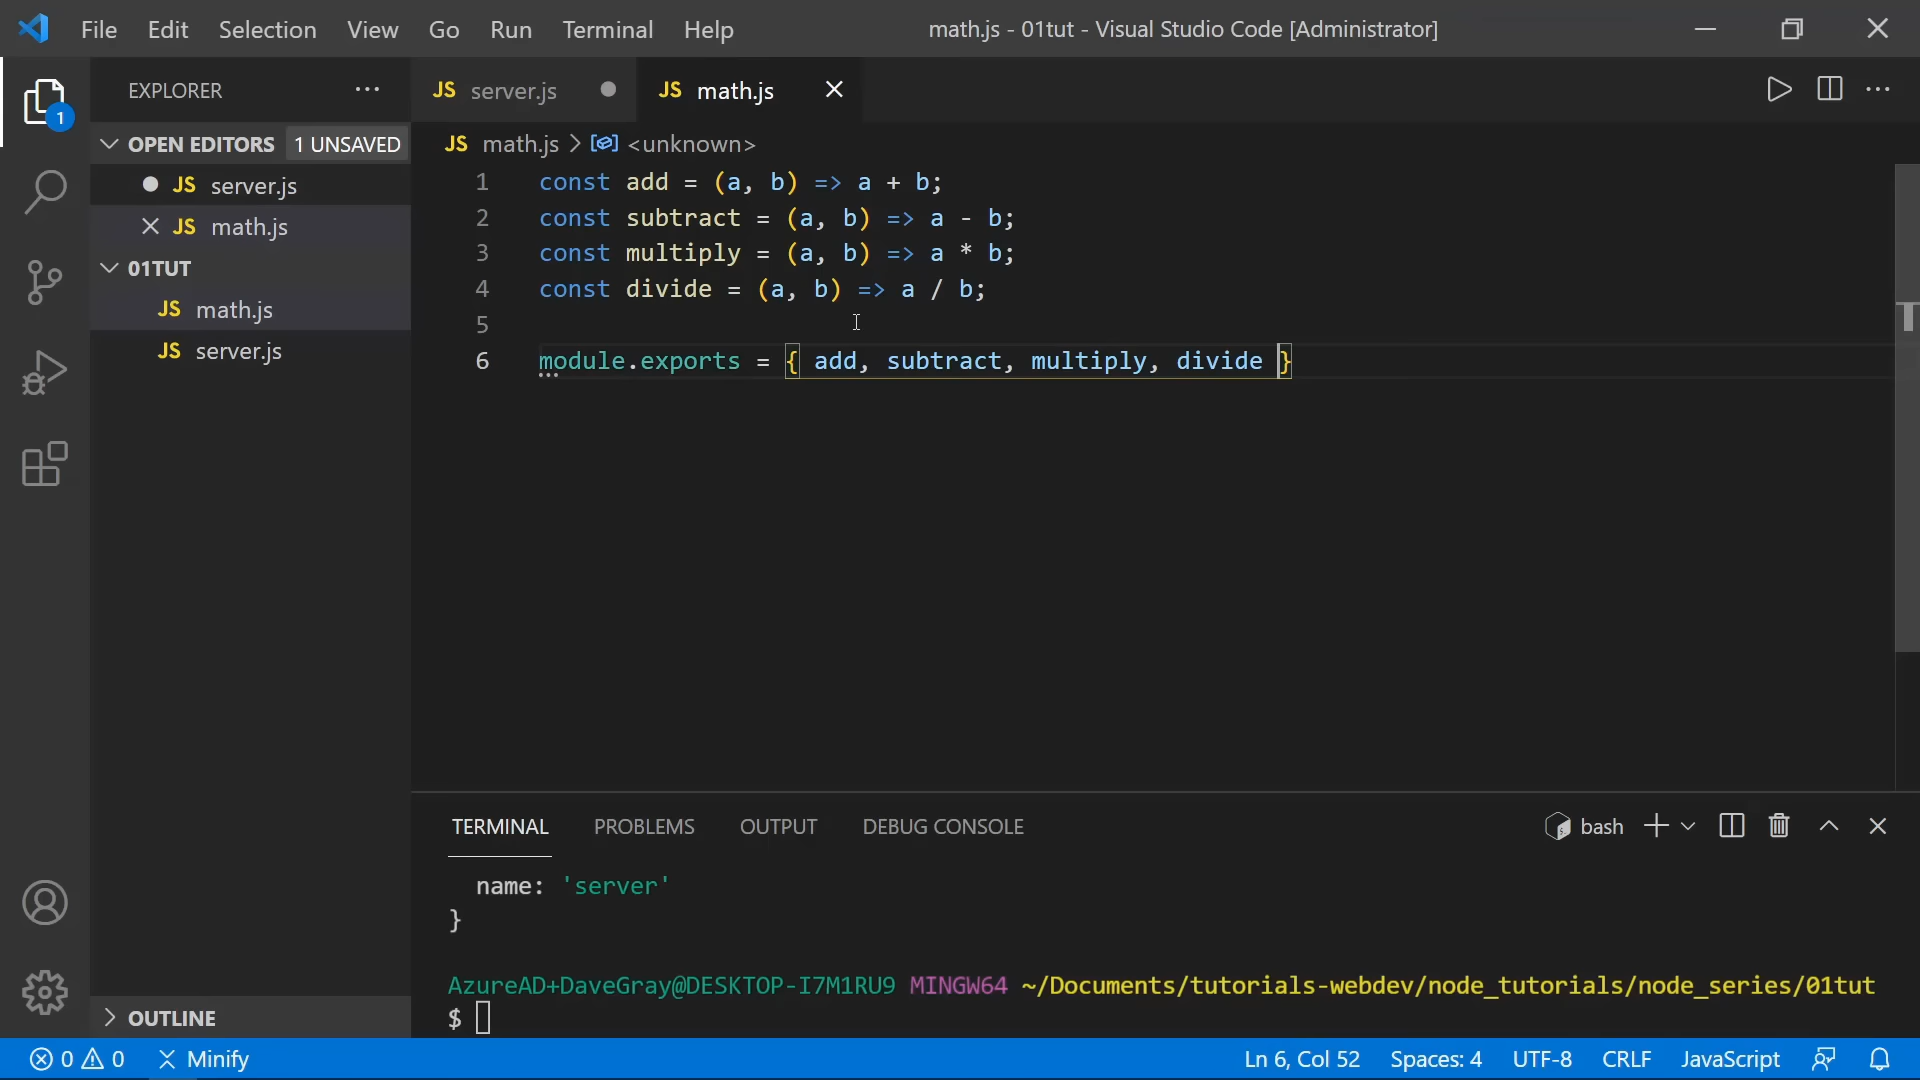 File Edit Selection View Go Run Terminal Help math.js - 01tut - Visual Studio Code [Administrator]
EXPLORER ...
JS server.js
JS math.js
1
OPEN EDITORS 1 UNSAVED
JS server.js
JS math.js
01TUT
JS math.js
JS server.js
OUTLINE
JS math.js > <unknown>
1 const add = (a, b) => a + b;
2 const subtract = (a, b) => a - b;
3 const multiply = (a, b) => a * b;
4 const divide = (a, b) => a / b;
5
6 module.exports = { add, subtract, multiply, divide }
TERMINAL PROBLEMS OUTPUT DEBUG CONSOLE bash
name: 'server'
}
AzureAD+DaveGray@DESKTOP-I7M1RU9 MINGW64 ~/Documents/tutorials-webdev/node_tutorials/node_series/01tut
$
0 0 Minify Ln 6, Col 52 Spaces: 4 UTF-8 CRLF JavaScript